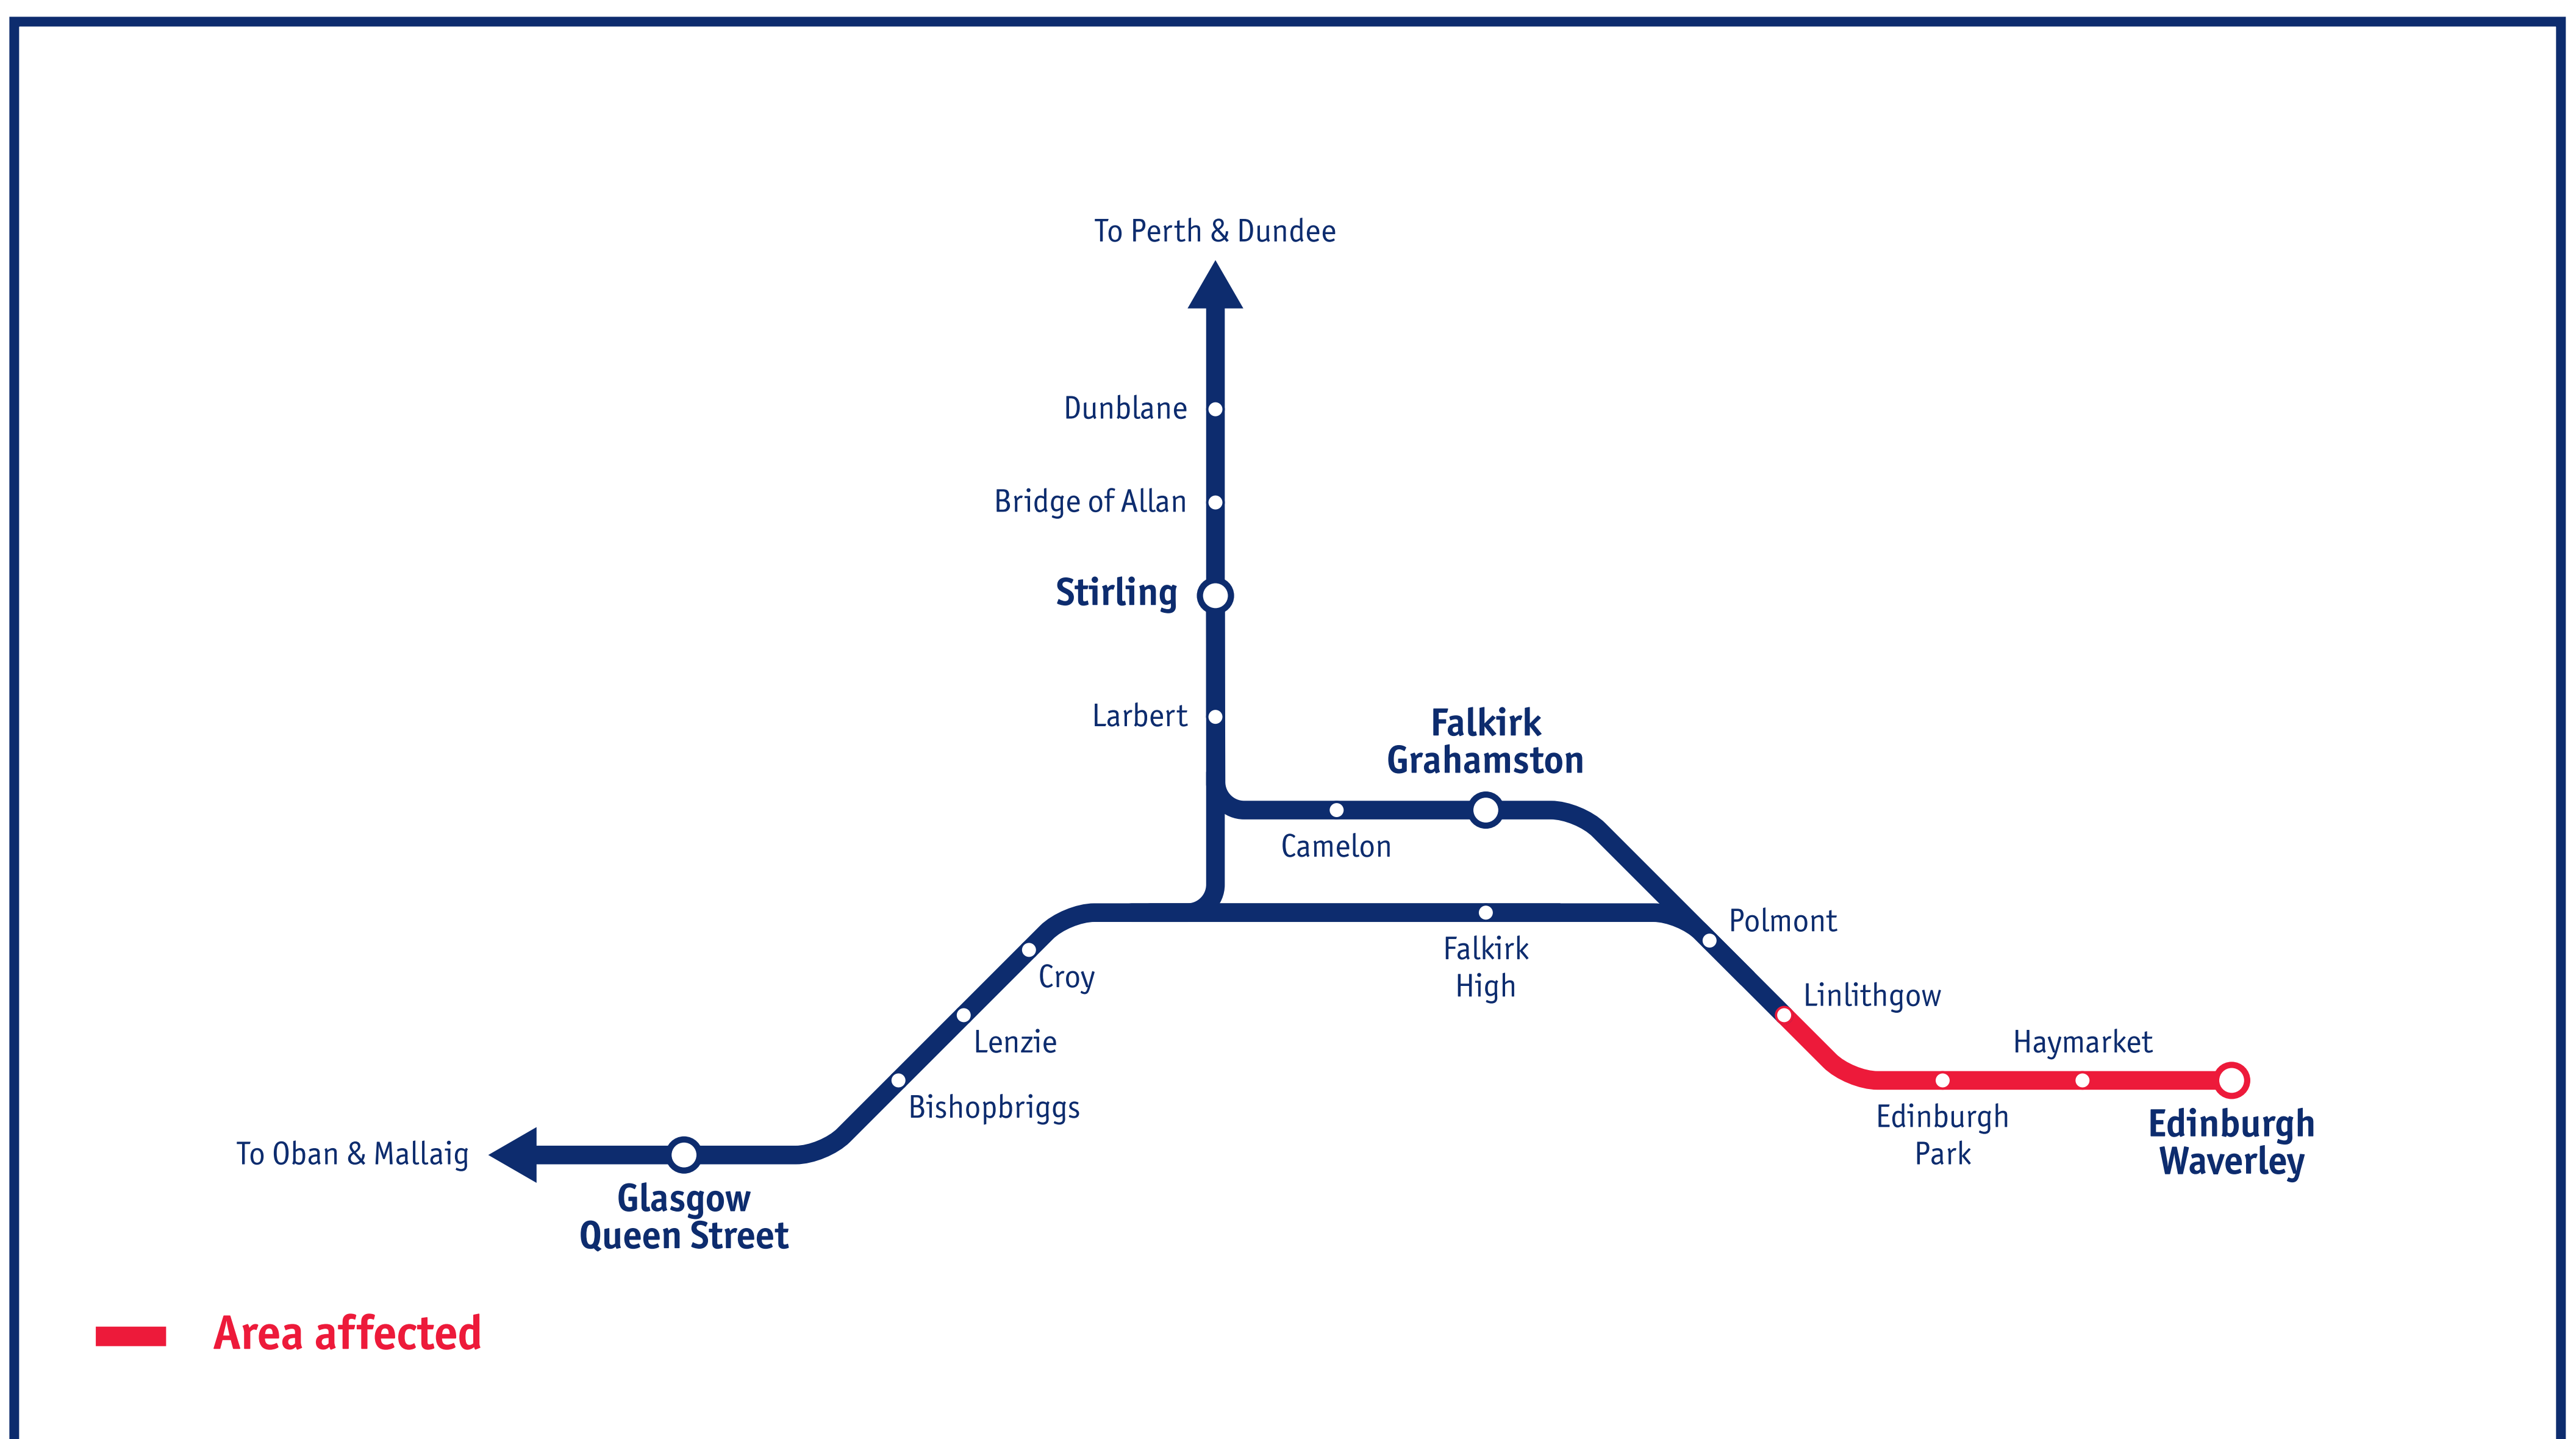 To Perth & Dundee
Dunblane
Bridge of Allan
Stirling
Larbert
Falkirk
Grahamston
Camelon
Polmont
Falkirk
High
Croy
Linlithgow
Lenzie
Haymarket
Bishopbriggs
Edinburgh
Park
Edinburgh
Waverley
To Oban & Mallaig
Glasgow
Queen Street
Area affected